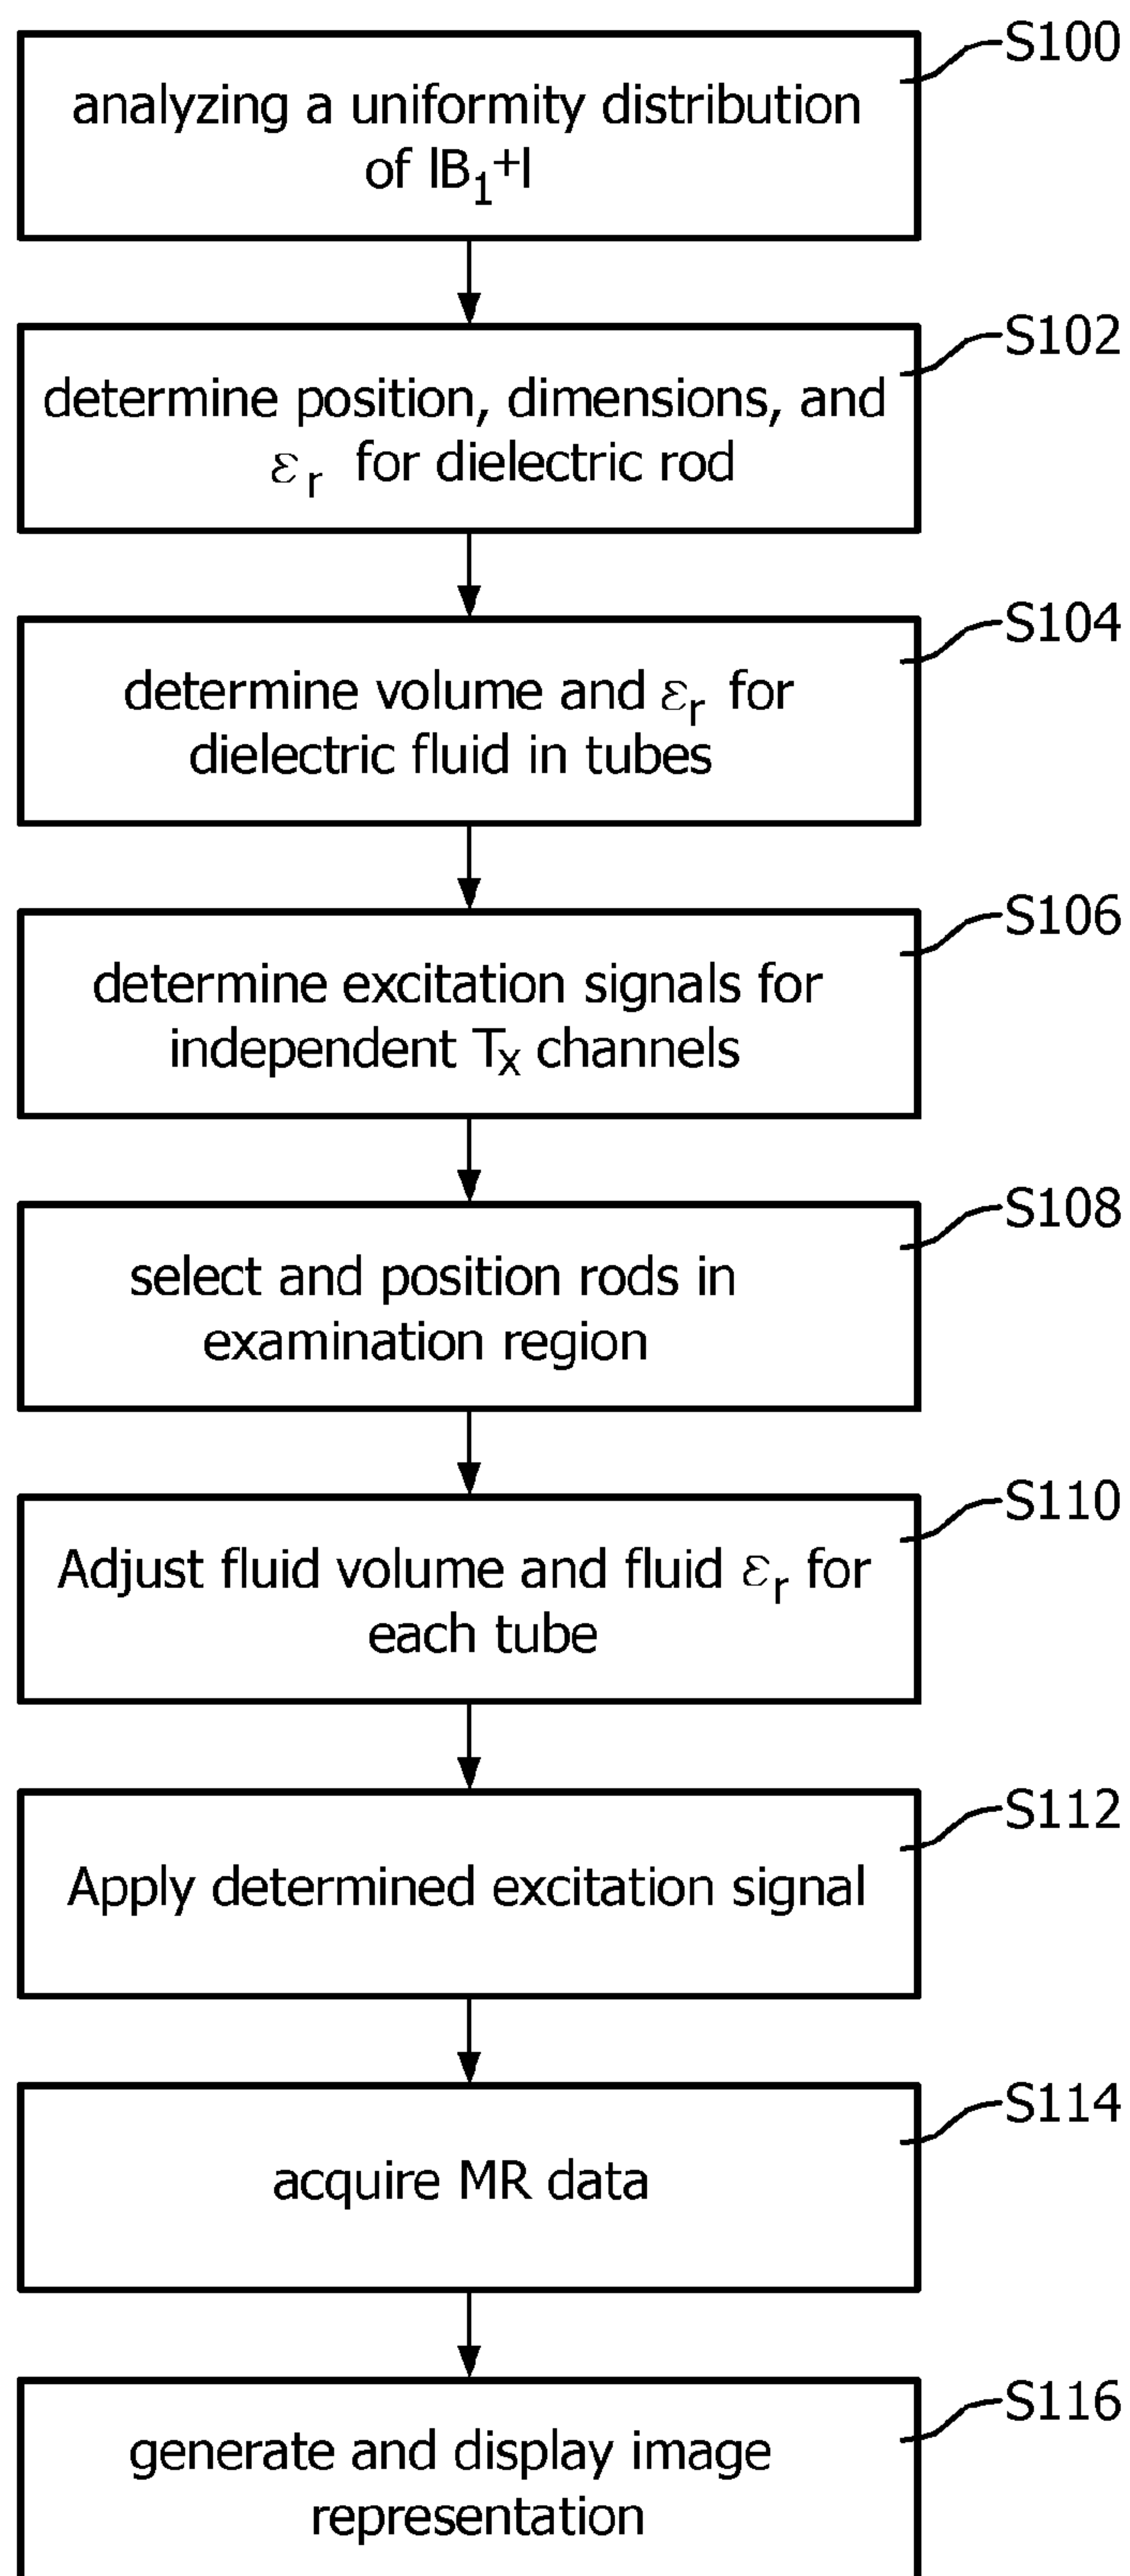 S100
analyzing a uniformity distribution
of |B₁⁺|
S102
determine position, dimensions, and
εᵣ for dielectric rod
S104
determine volume and εᵣ for
dielectric fluid in tubes
S106
determine excitation signals for
independent Tₓ channels
S108
select and position rods in
examination region
S110
Adjust fluid volume and fluid εᵣ for
each tube
S112
Apply determined excitation signal
S114
acquire MR data
S116
generate and display image
representation